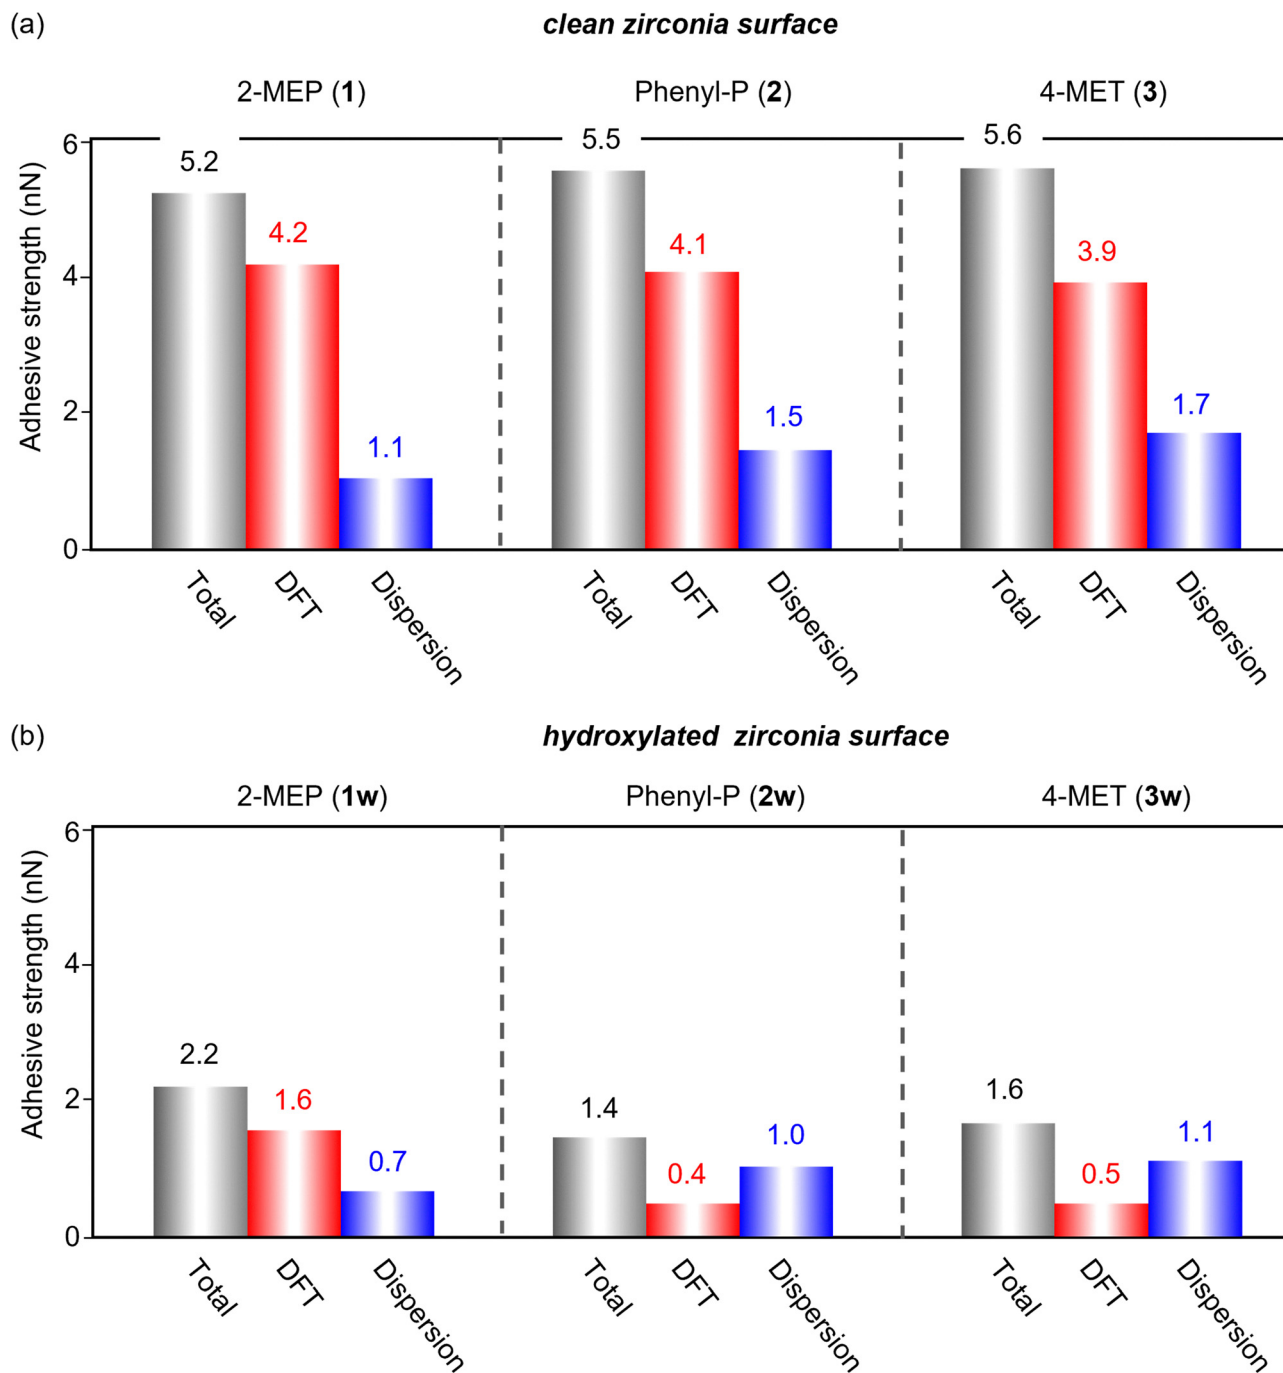 (a)
clean zirconia surface
2-MEP (1)
Phenyl-P (2)
4-MET (3)
Adhesive strength (nN)
6
4
2
0
5.2
4.2
1.1
5.5
4.1
1.5
5.6
3.9
1.7
Total
DFT
Dispersion
Total
DFT
Dispersion
Total
DFT
Dispersion
(b)
hydroxylated zirconia surface
2-MEP (1w)
Phenyl-P (2w)
4-MET (3w)
Adhesive strength (nN)
6
4
2
0
2.2
1.6
0.7
1.4
0.4
1.0
1.6
0.5
1.1
Total
DFT
Dispersion
Total
DFT
Dispersion
Total
DFT
Dispersion